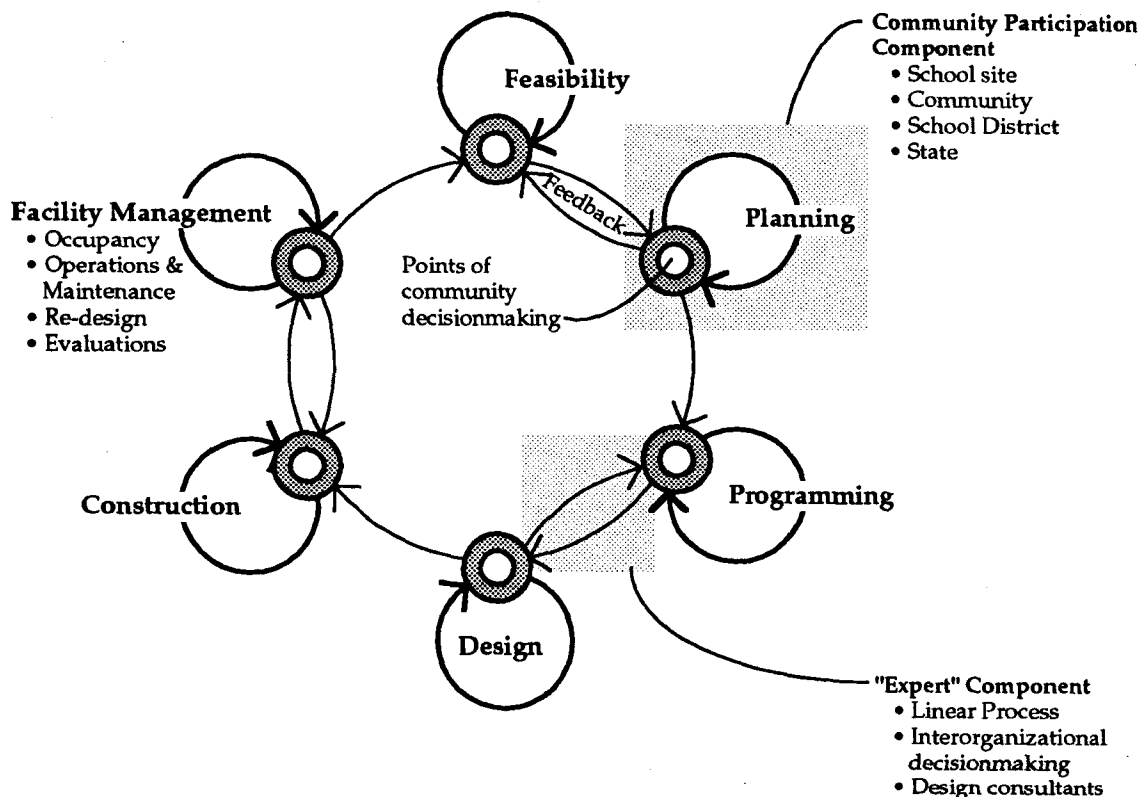 Community Participation
Component
• School site
• Community
• School District
• State
Feasibility
Feedback
Planning
Facility Management
• Occupancy
• Operations &
Maintenance
• Re-design
• Evaluations
Points of
community
decisionmaking
Construction
Programming
Design
"Expert" Component
• Linear Process
• Interorganizational
decisionmaking
• Design consultants